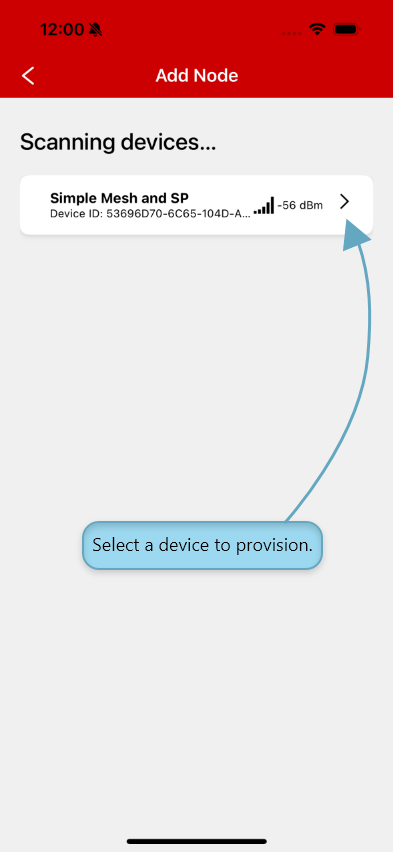 12:00
Add Node
Scanning devices...
Simple Mesh and SP
Device ID: 53696D70-6C65-104D-A...
-56 dBm
Select a device to provision.